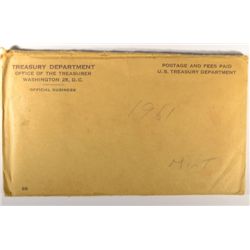 TREASURY DEPARTMENT
OFFICE OF THE TREASURER
WASHINGTON 25, D.C.
OFFICIAL BUSINESS
POSTAGE AND FEES PAID
U.S. TREASURY DEPARTMENT
1961
MINT